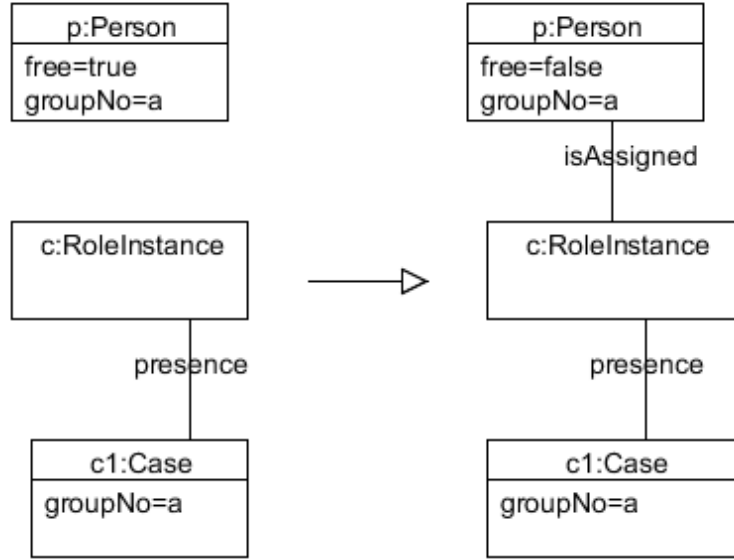 p:Person
free=true
groupNo=a
c:RoleInstance
presence
c1:Case
groupNo=a
p:Person
free=false
groupNo=a
isAssigned
c:RoleInstance
presence
c1:Case
groupNo=a